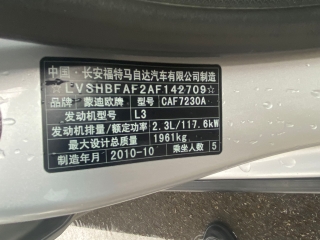 中国·长安福特马自达汽车有限公司制造
☆LVSHBFAF2AF142709☆
品牌 蒙迪欧牌 型号 CAF7230A
发动机型号 L3
发动机排量/额定功率 2.3L/117.6kW
最大设计总质量 1961kg
制造年月 2010-10 乘坐人数 5